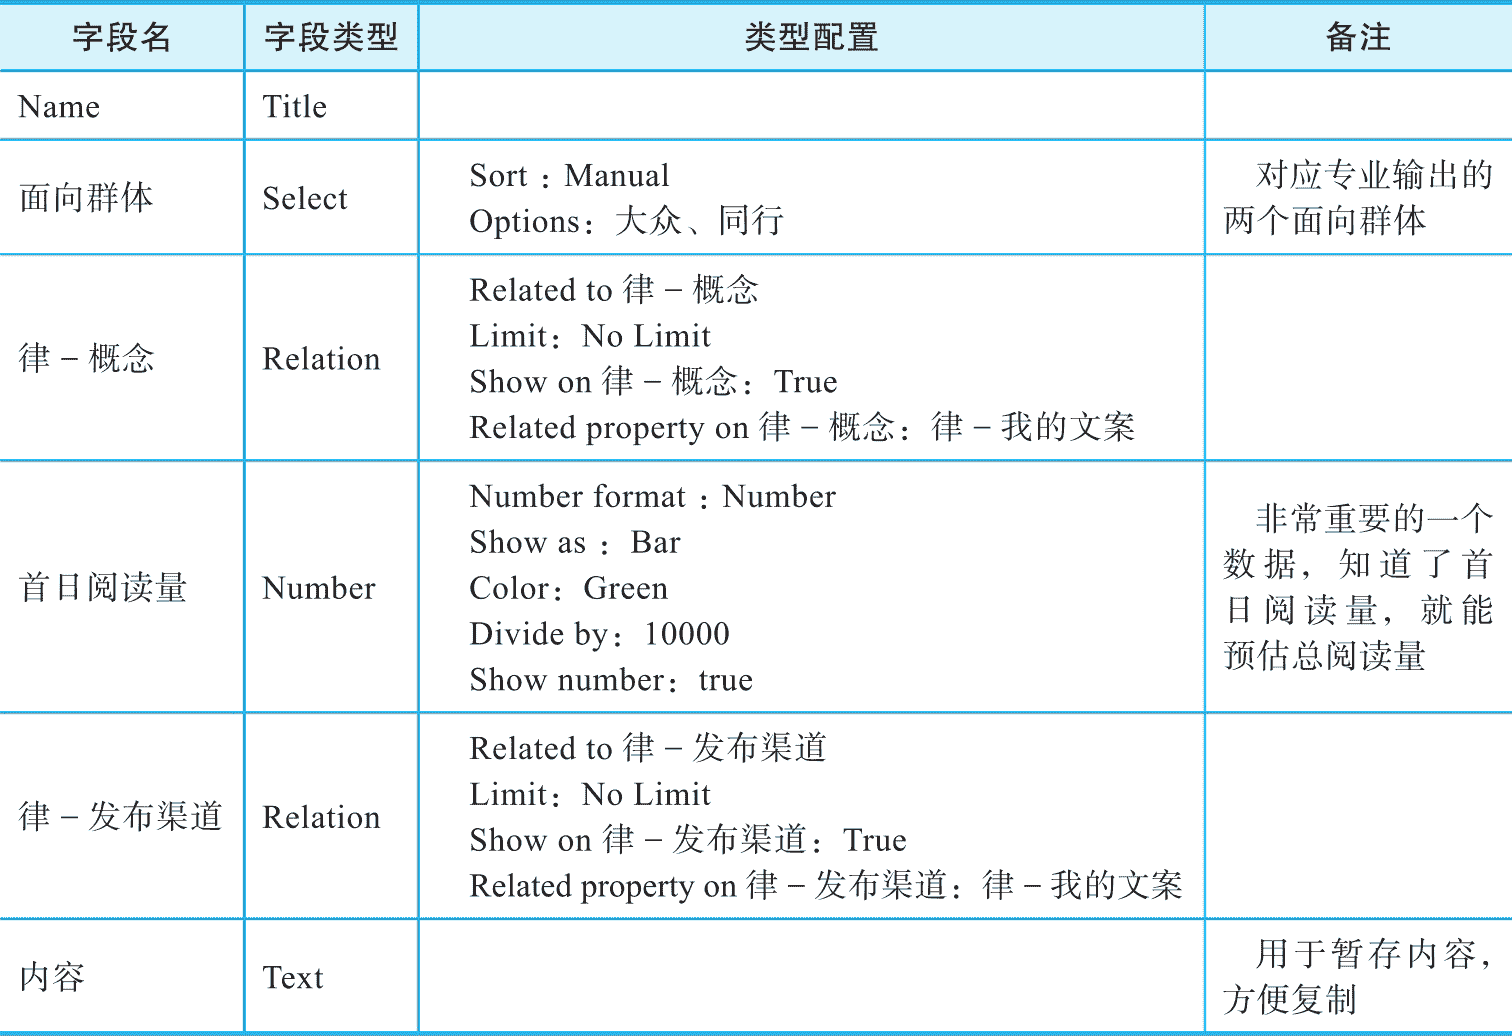 字段名 字段类型 类型配置 备注
Name Title
面向群体 Select
Sort：Manual
Options：大众、同行
对应专业输出的
两个面向群体
律－概念 Relation
Related to 律－概念
Limit：No Limit
Show on 律－概念：True
Related property on 律－概念：律－我的文案
首日阅读量 Number
Number format：Number
Show as：Bar
Color：Green
Divide by：10000
Show number：true
非常重要的一个
数据，知道了首
日阅读量，就能
预估总阅读量
律－发布渠道 Relation
Related to 律－发布渠道
Limit：No Limit
Show on 律－发布渠道：True
Related property on 律－发布渠道：律－我的文案
内容 Text
用于暂存内容，
方便复制